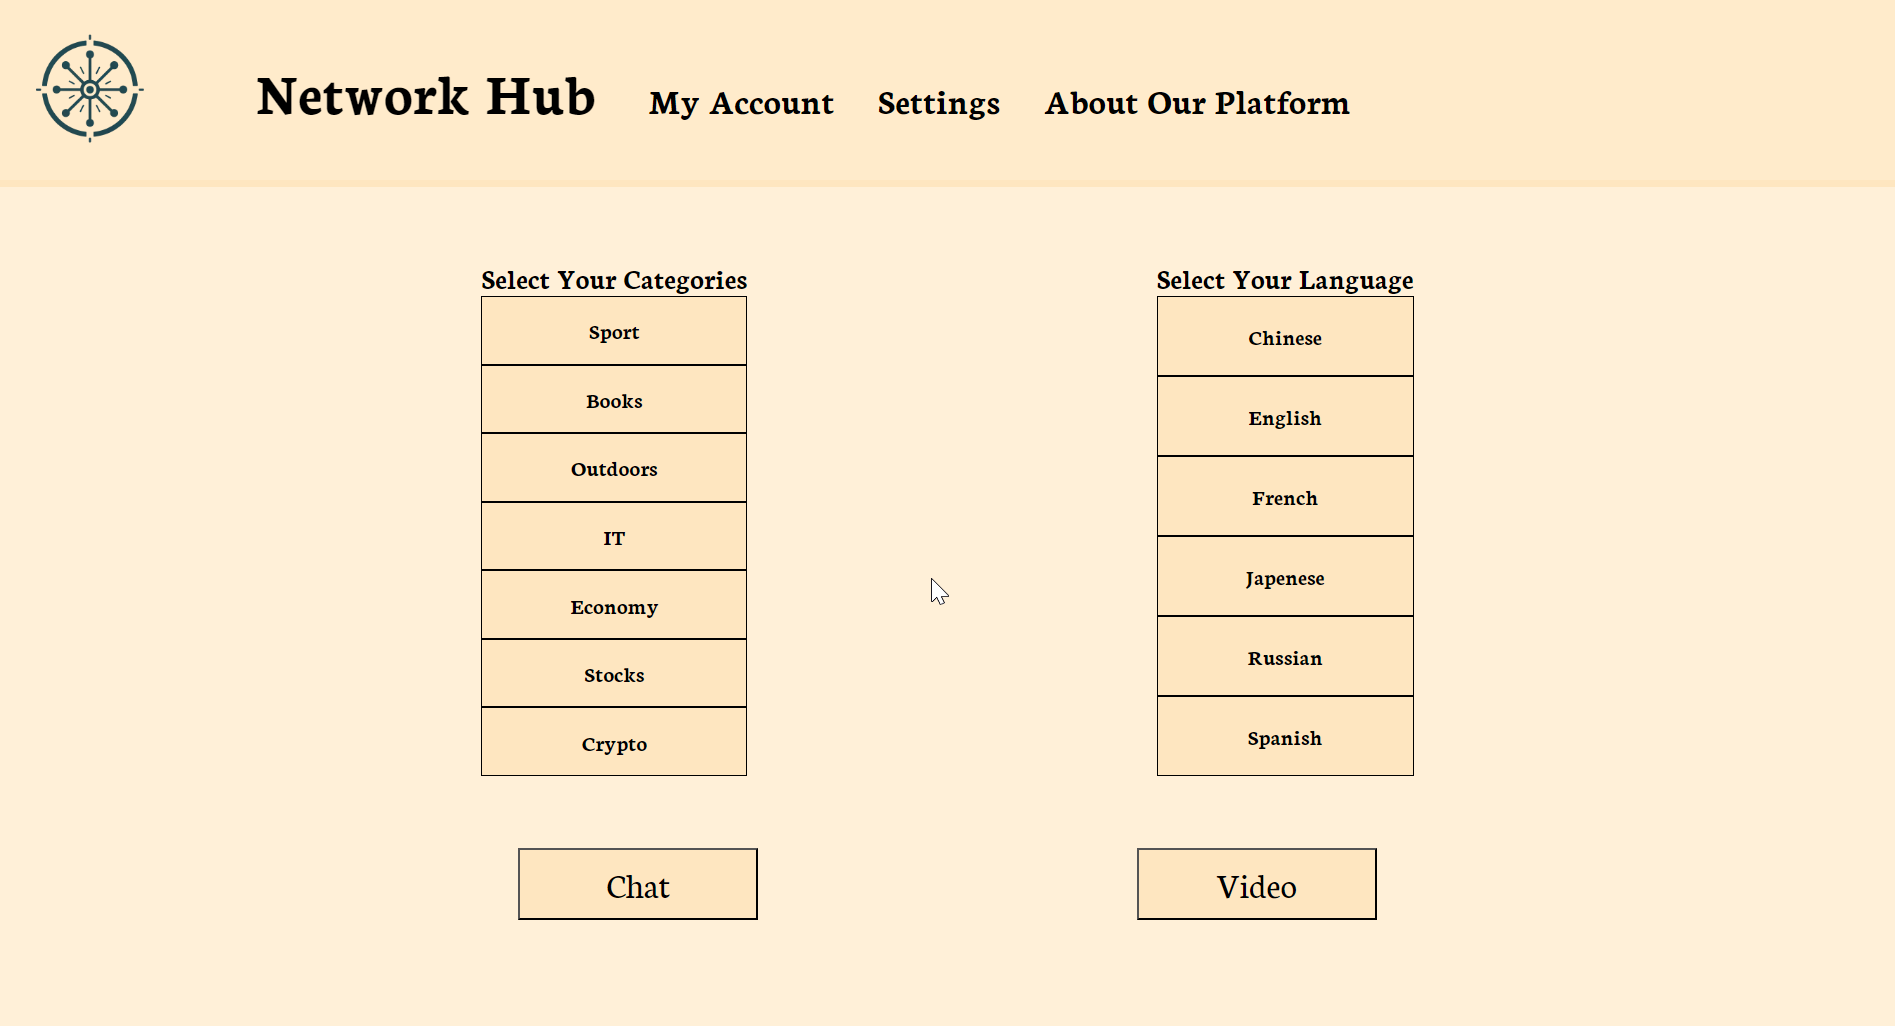 Network Hub
My Account
Settings
About Our Platform
Select Your Categories
Sport
Books
Outdoors
IT
Economy
Stocks
Crypto
Select Your Language
Chinese
English
French
Japenese
Russian
Spanish
Chat
Video